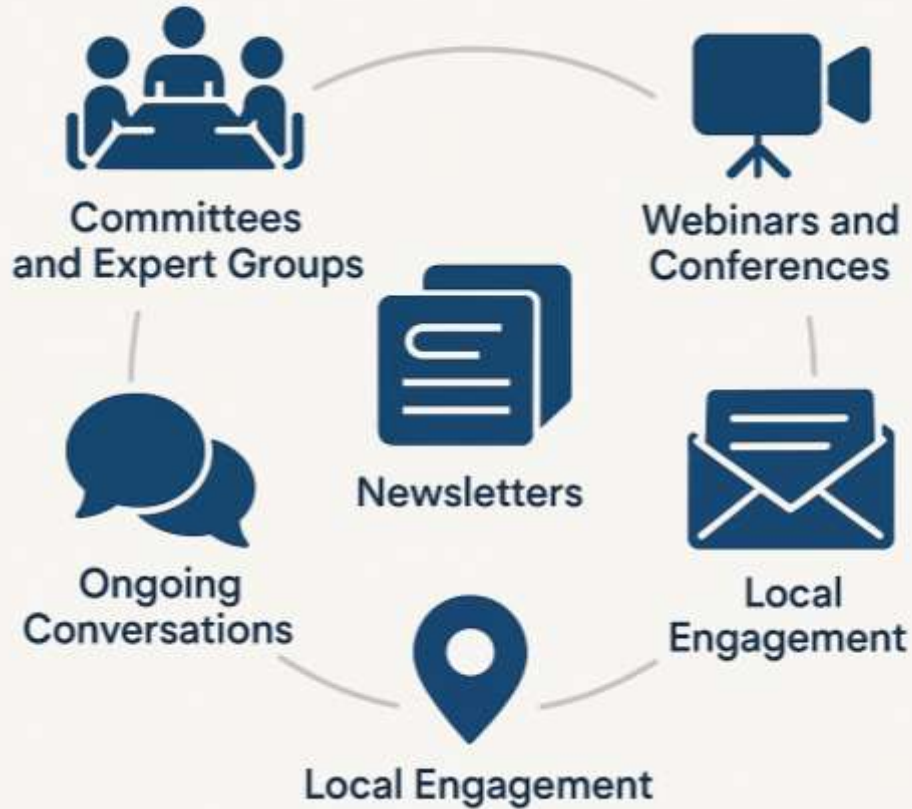 Committees
and Expert Groups
Webinars and
Conferences
Newsletters
Ongoing
Conversations
Local
Engagement
Local Engagement